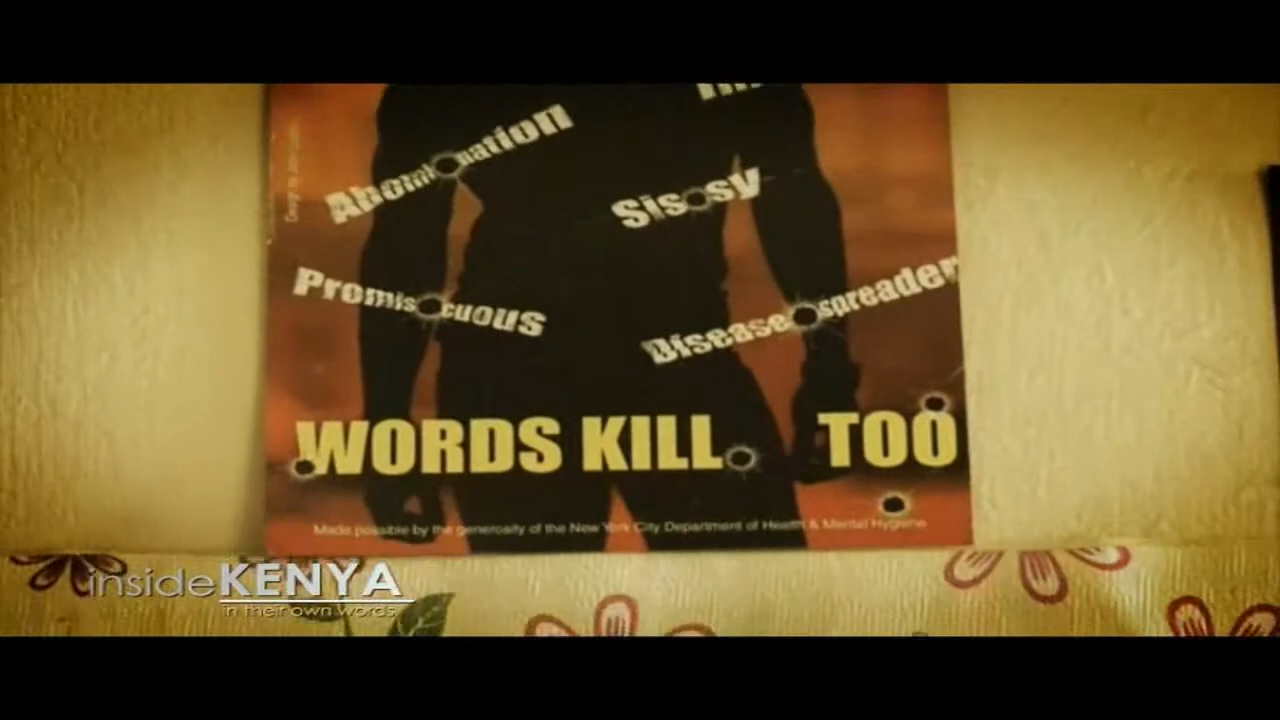 Abomination
Sissy
Promiscuous
Disease spreader
WORDS KILL TOO
Made possible by the generosity of the New York City Department of Health & Mental Hygiene
insideKENYA
in their own words